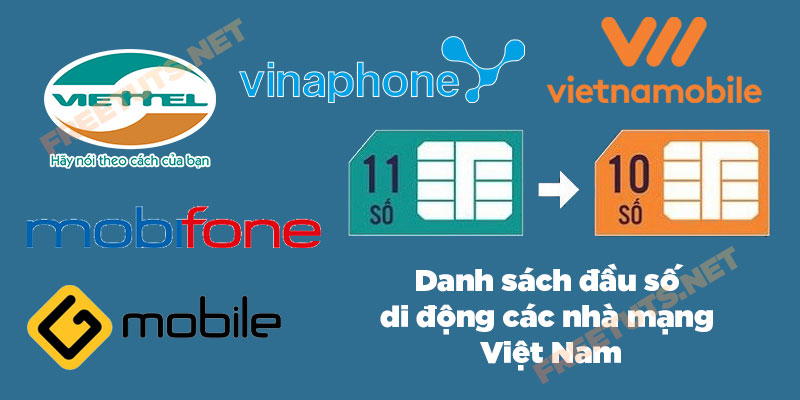 VIETTEL
Hãy nói theo cách của bạn
vinaphone
vietnamobile
11
SỐ
10
SỐ
mobifone
mobile
Danh sách đầu số
di động các nhà mạng
Việt Nam
FREETUTS.NET
FREETUTS.NET